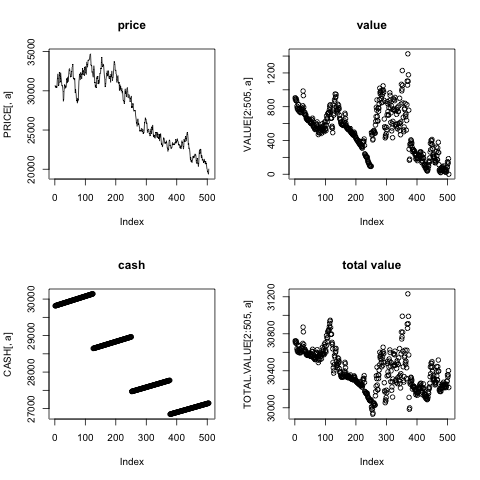 price
PRICE[, a]
20000 25000 30000 35000
0 100 200 300 400 500
Index
value
VALUE[2:505, a]
0 400 800 1200
0 100 200 300 400 500
Index
cash
CASH[, a]
27000 28000 29000 30000
0 100 200 300 400 500
Index
total value
TOTAL.VALUE[2:505, a]
30000 30400 30800 31200
0 100 200 300 400 500
Index